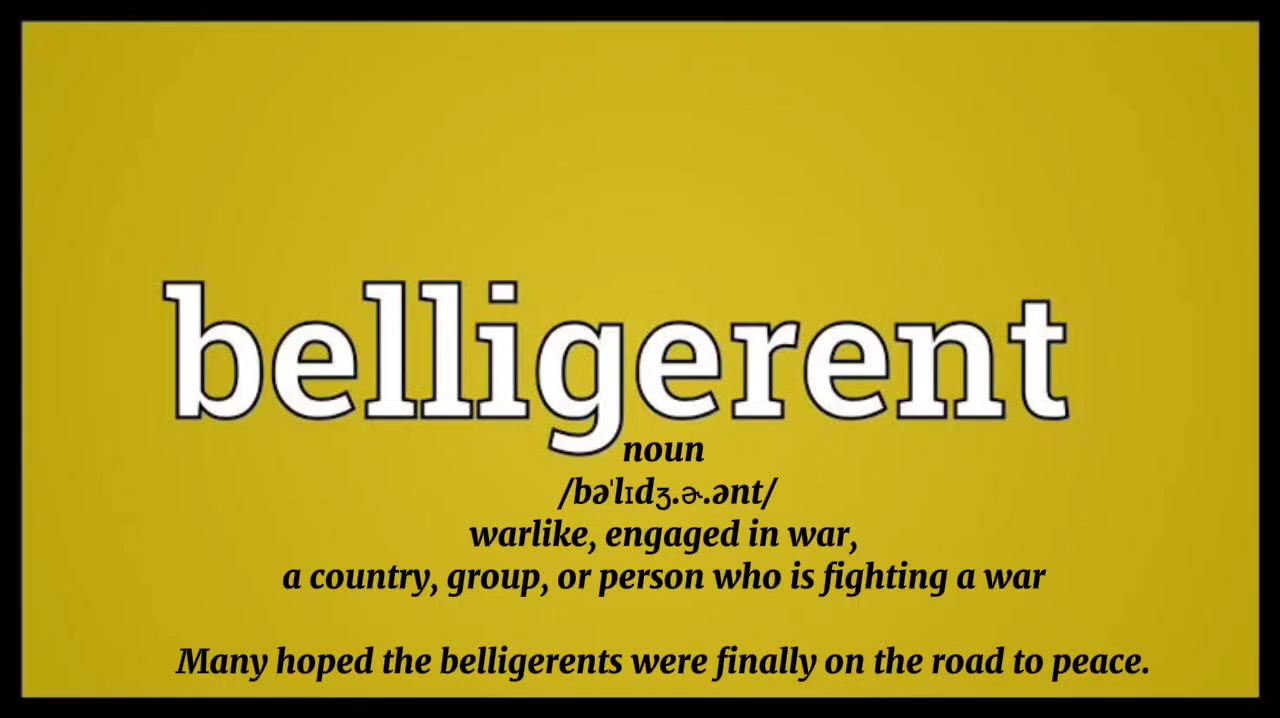 belligerent
noun
/bəˈlɪdʒ.ɚ.ənt/
warlike, engaged in war,
a country, group, or person who is fighting a war
Many hoped the belligerents were finally on the road to peace.